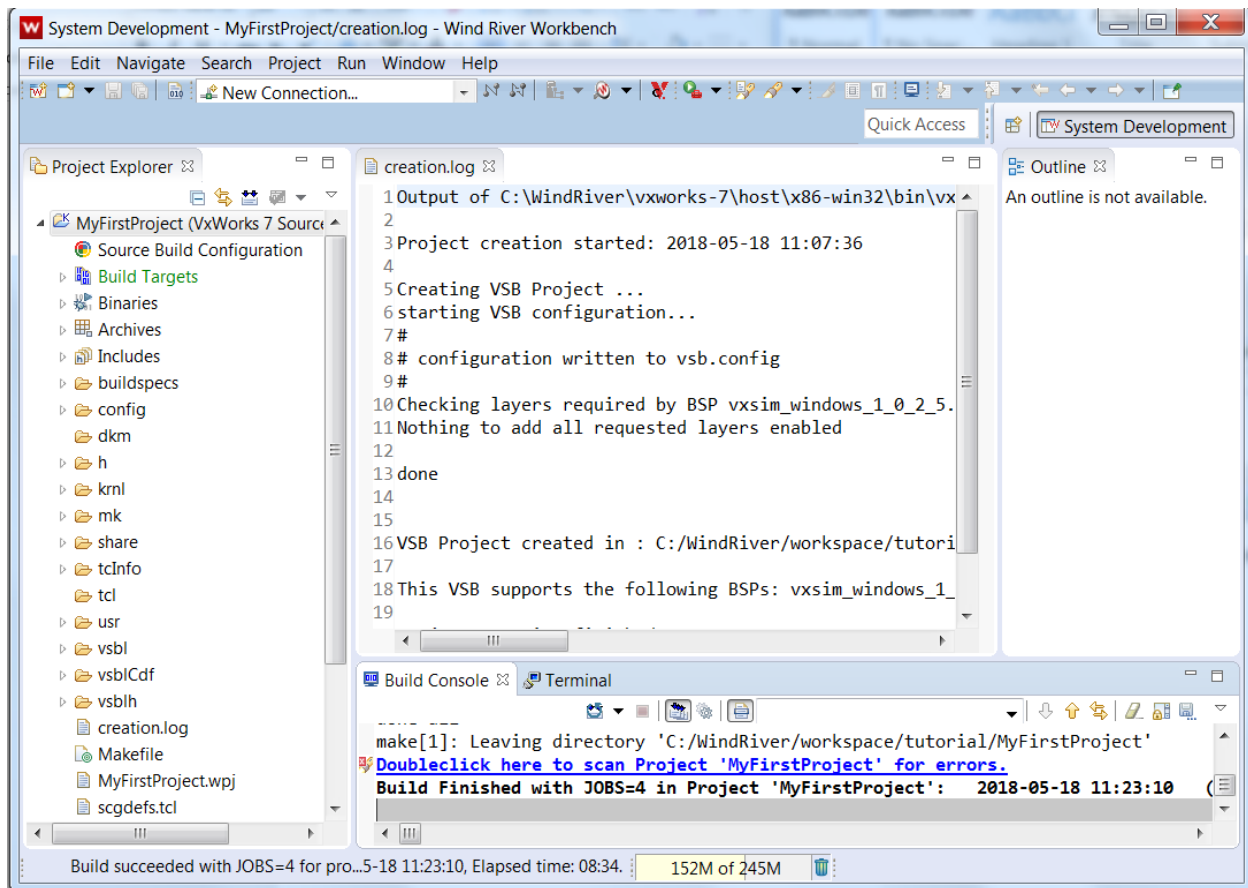 System Development - MyFirstProject/creation.log - Wind River Workbench
File Edit Navigate Search Project Run Window Help
New Connection...
Quick Access
System Development
Project Explorer
MyFirstProject (VxWorks 7 Source
Source Build Configuration
Build Targets
Binaries
Archives
Includes
buildspecs
config
dkm
h
krnl
mk
share
tcInfo
tcl
usr
vsbl
vsblCdf
vsblh
creation.log
Makefile
MyFirstProject.wpj
scgdefs.tcl
creation.log
1 Output of C:\WindRiver\vxworks-7\host\x86-win32\bin\vx
2
3 Project creation started: 2018-05-18 11:07:36
4
5 Creating VSB Project ...
6 starting VSB configuration...
7 #
8 # configuration written to vsb.config
9 #
10 Checking layers required by BSP vxsim_windows_1_0_2_5.
11 Nothing to add all requested layers enabled
12
13 done
14
15
16 VSB Project created in : C:/WindRiver/workspace/tutori
17
18 This VSB supports the following BSPs: vxsim_windows_1_
19
Outline
An outline is not available.
Build Console
Terminal
make[1]: Leaving directory 'C:/WindRiver/workspace/tutorial/MyFirstProject'
Doubleclick here to scan Project 'MyFirstProject' for errors.
Build Finished with JOBS=4 in Project 'MyFirstProject': 2018-05-18 11:23:10 (
Build succeeded with JOBS=4 for pro...5-18 11:23:10, Elapsed time: 08:34.
152M of 245M